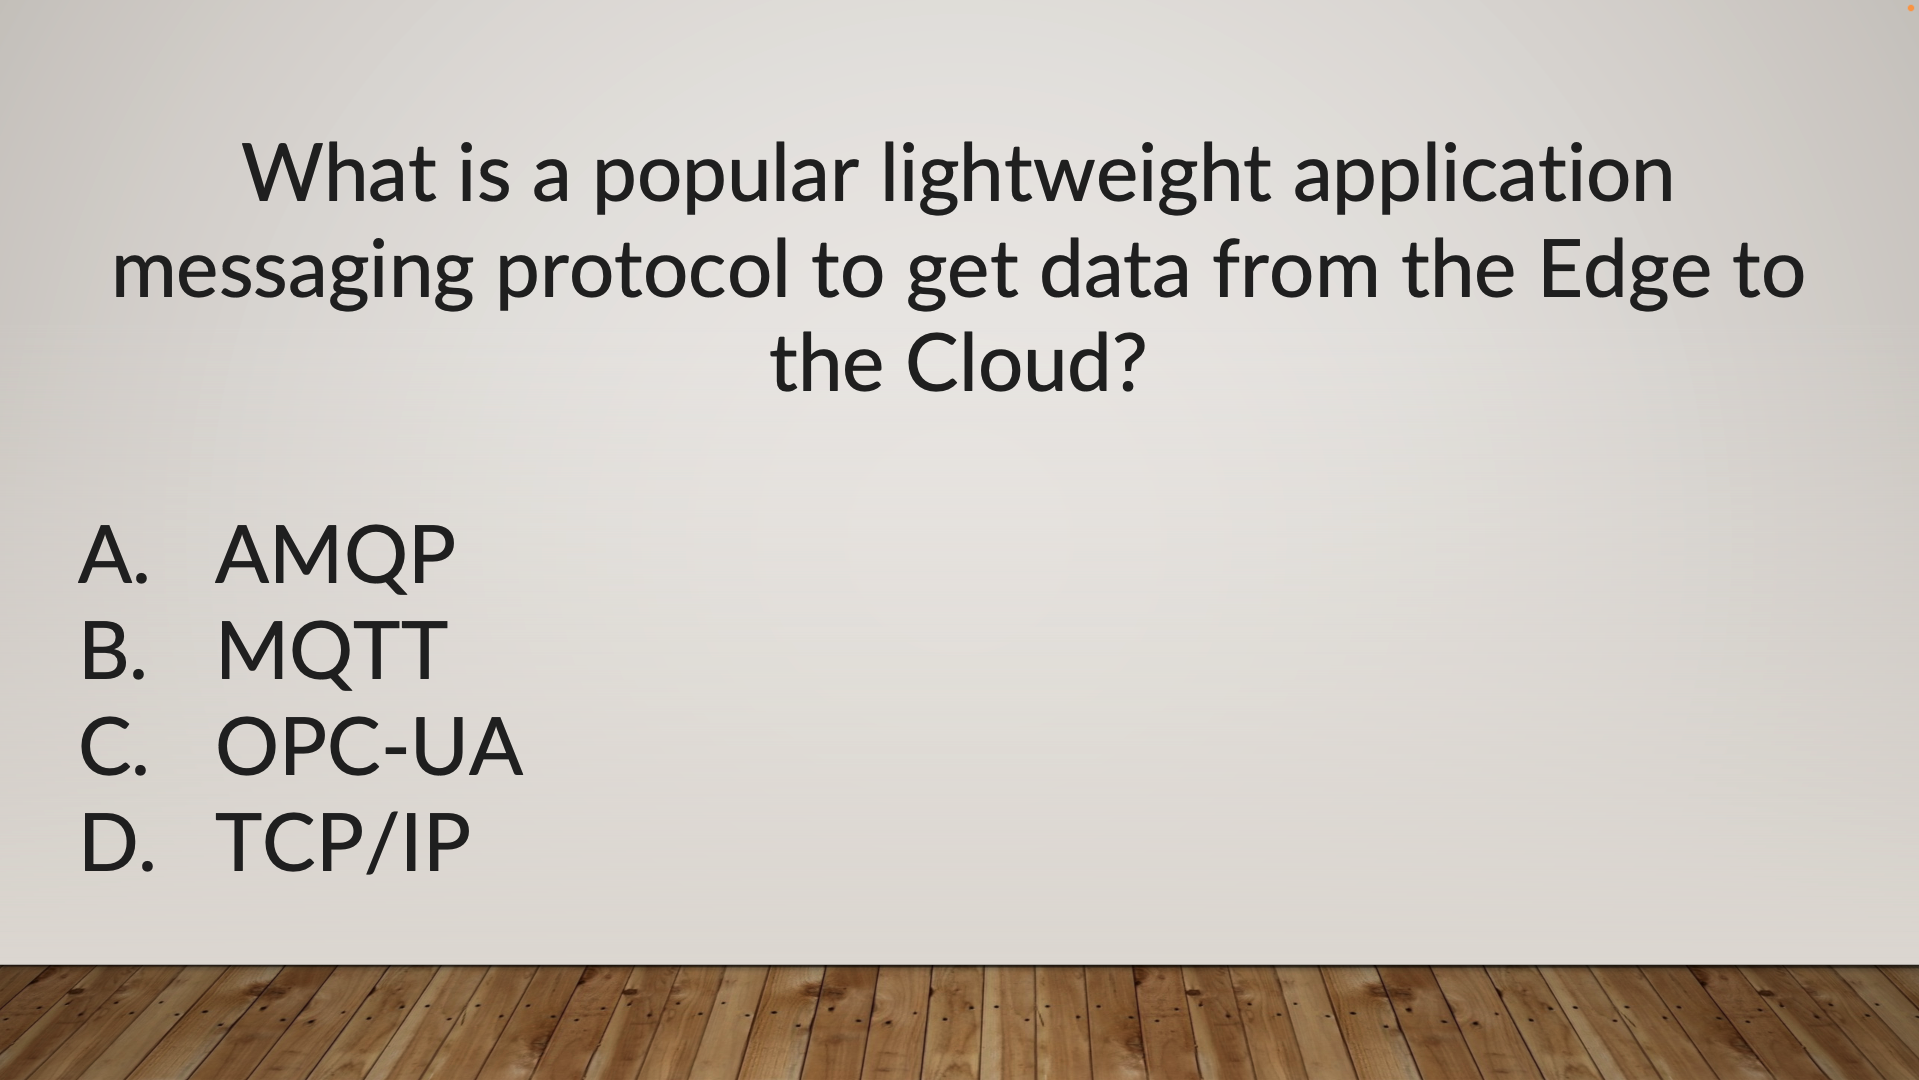 What is a popular lightweight application
messaging protocol to get data from the Edge to
the Cloud?
A. AMQP
B. MQTT
C. OPC-UA
D. TCP/IP